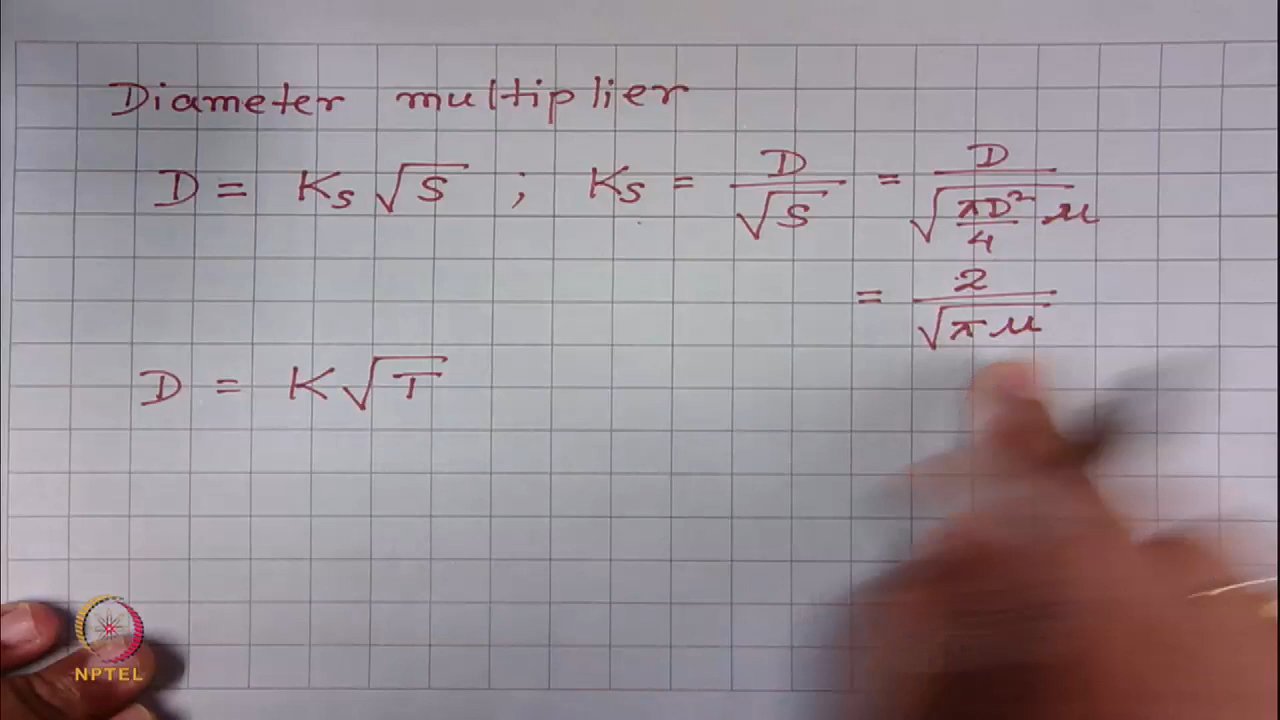 Diameter multiplier
D = Ks √S ; Ks = D/√S = D/√(πD²/4 μ)
= 2/√(πμ)
D = K√T
NPTEL